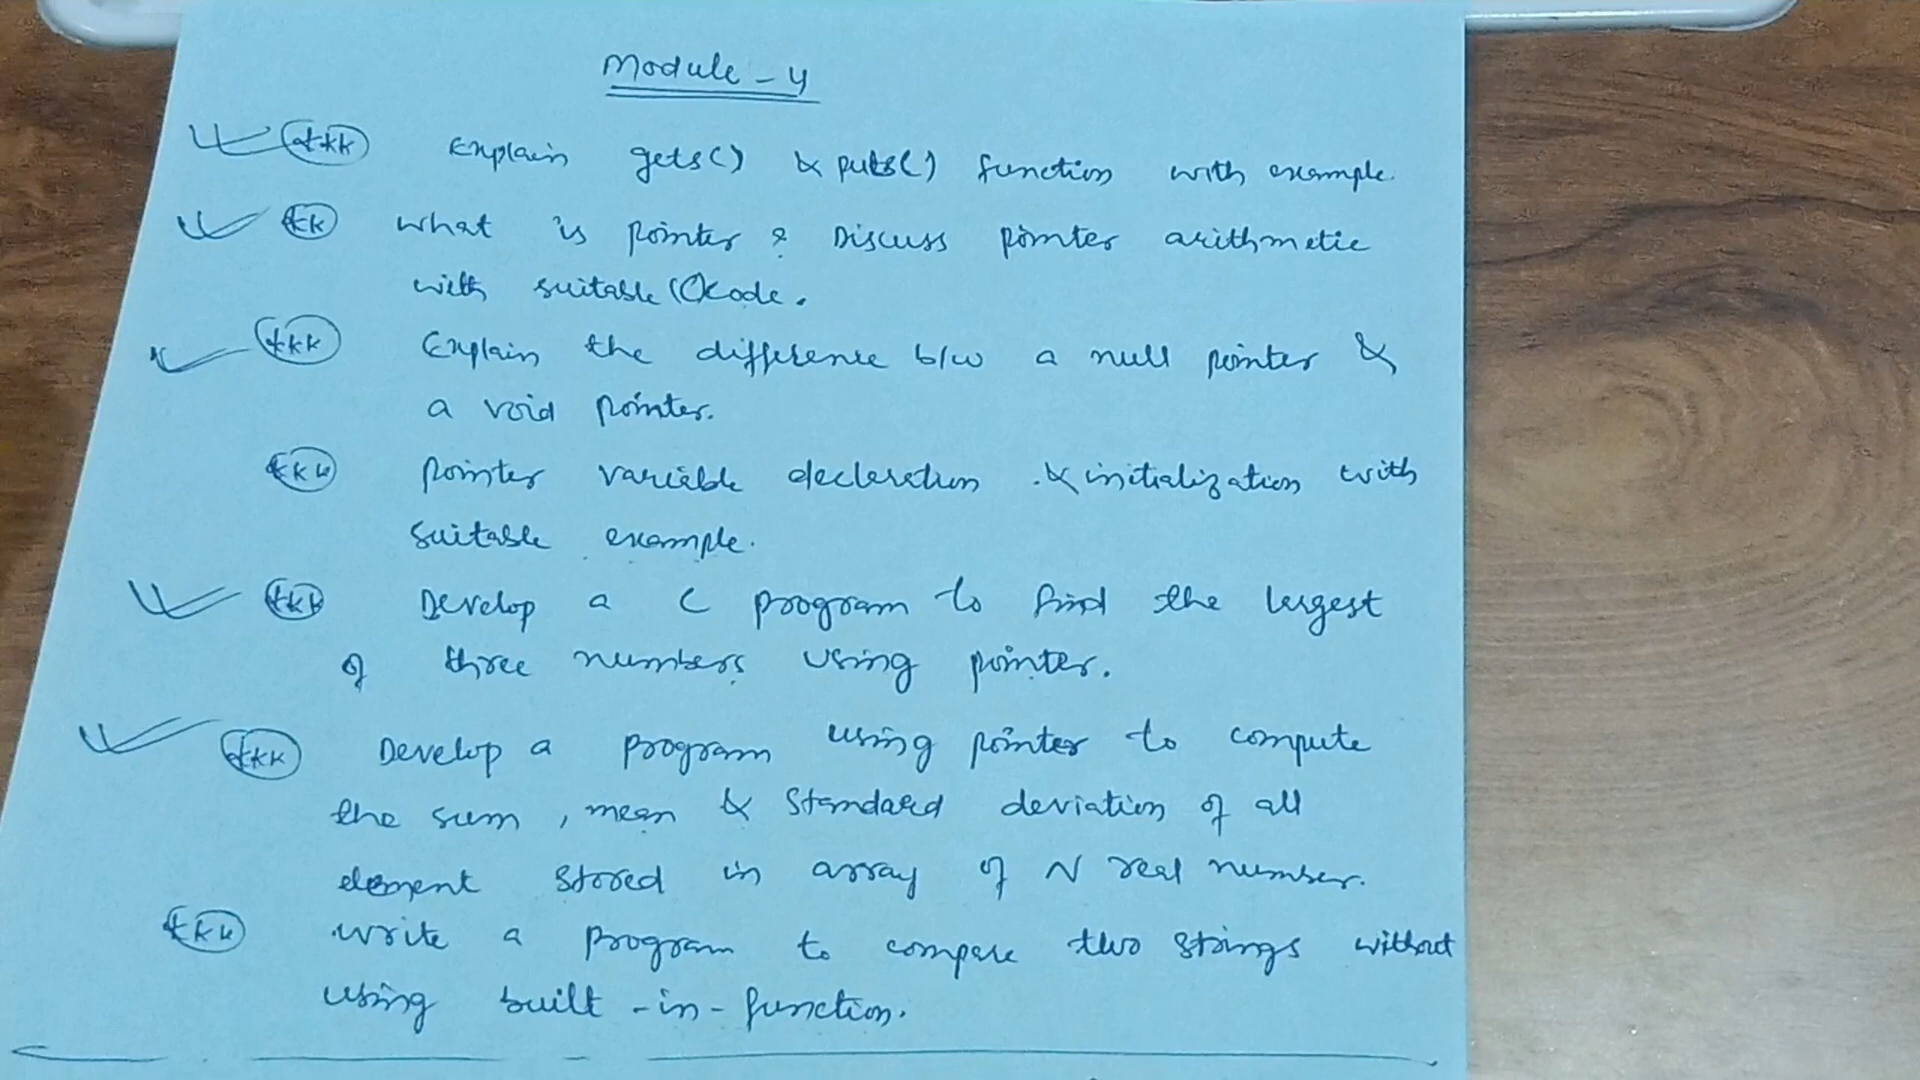 Module - 4
*** Explain gets() & puts() function with example.
** What is pointer? Discuss pointer arithmetic
with suitable (C) code.
*** Explain the difference b/w a null pointer &
a void pointer.
*** Pointer variable declaration & initialization with
suitable example.
*** Develop a C program to find the largest
of three numbers using pointer.
*** Develop a program using pointer to compute
the sum, mean & standard deviation of all
element stored in array of N real number.
*** Write a program to compare two strings without
using built-in-function.